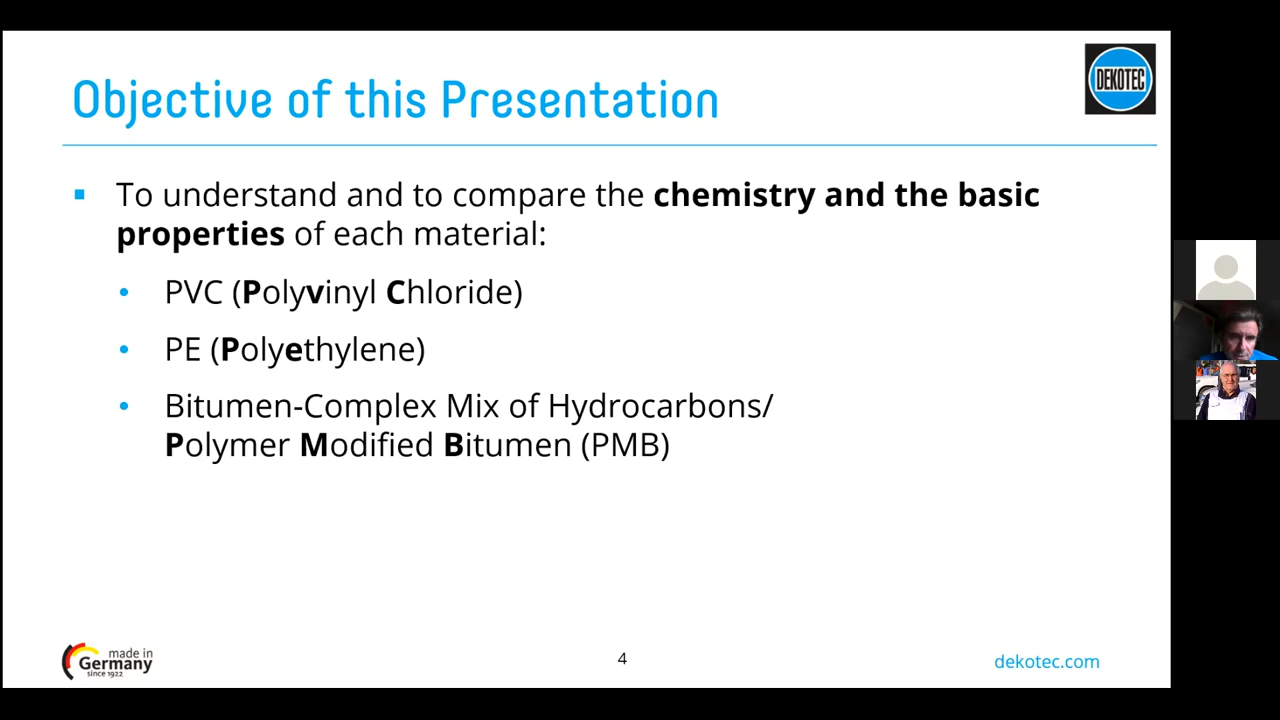 Objective of this Presentation
DEKOTEC
To understand and to compare the chemistry and the basic
properties of each material:
PVC (Polyvinyl Chloride)
PE (Polyethylene)
Bitumen-Complex Mix of Hydrocarbons/
Polymer Modified Bitumen (PMB)
made in
Germany
since 1922
4
dekotec.com